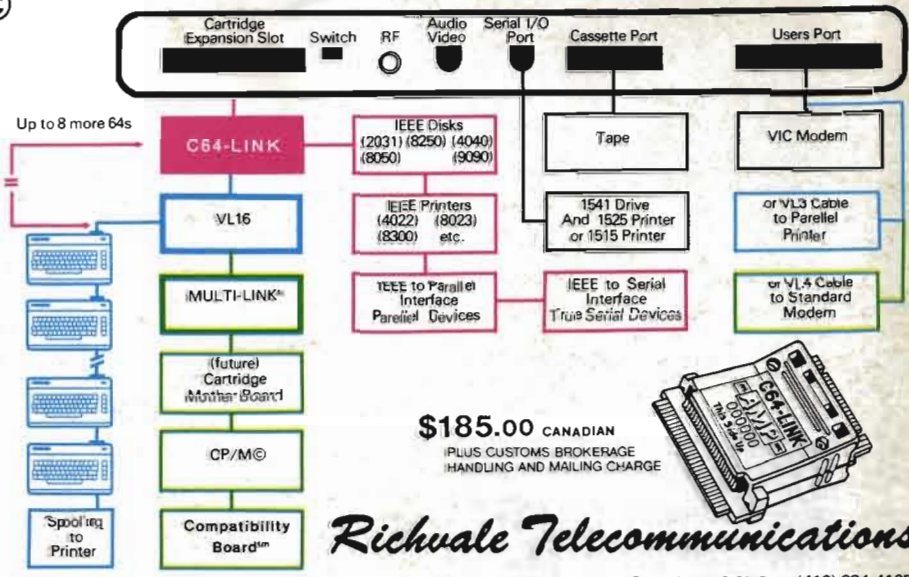 Cartridge
Expansion Slot
Switch
RF
Audio
Video
Serial I/O
Port
Cassette Port
Users Port
Up to 8 more 64s
C64-LINK
IEEE Disks
(2031) (8250) (4040)
(8050) (9090)
Tape
VIC Modem
VL16
IEEE Printers
(4022) (8023)
(8300) etc.
1541 Drive
And 1525 Printer
or 1515 Printer
or VL3 Cable
to Parellel
Printer
MULTI-LINK
IEEE to Parallel
Interface
Parellel Devices
IEEE to Serial
Interface
True Serial Devices
or VL4 Cable
to Standard
Modem
(future)
Cartridge
Mother Board
CP/M©
Spooling
to
Printer
Compatibility
Board
$185.00 CANADIAN
PLUS CUSTOMS BROKERAGE
HANDLING AND MAILING CHARGE
C64-LINK
This Side
Richvale Telecommunications